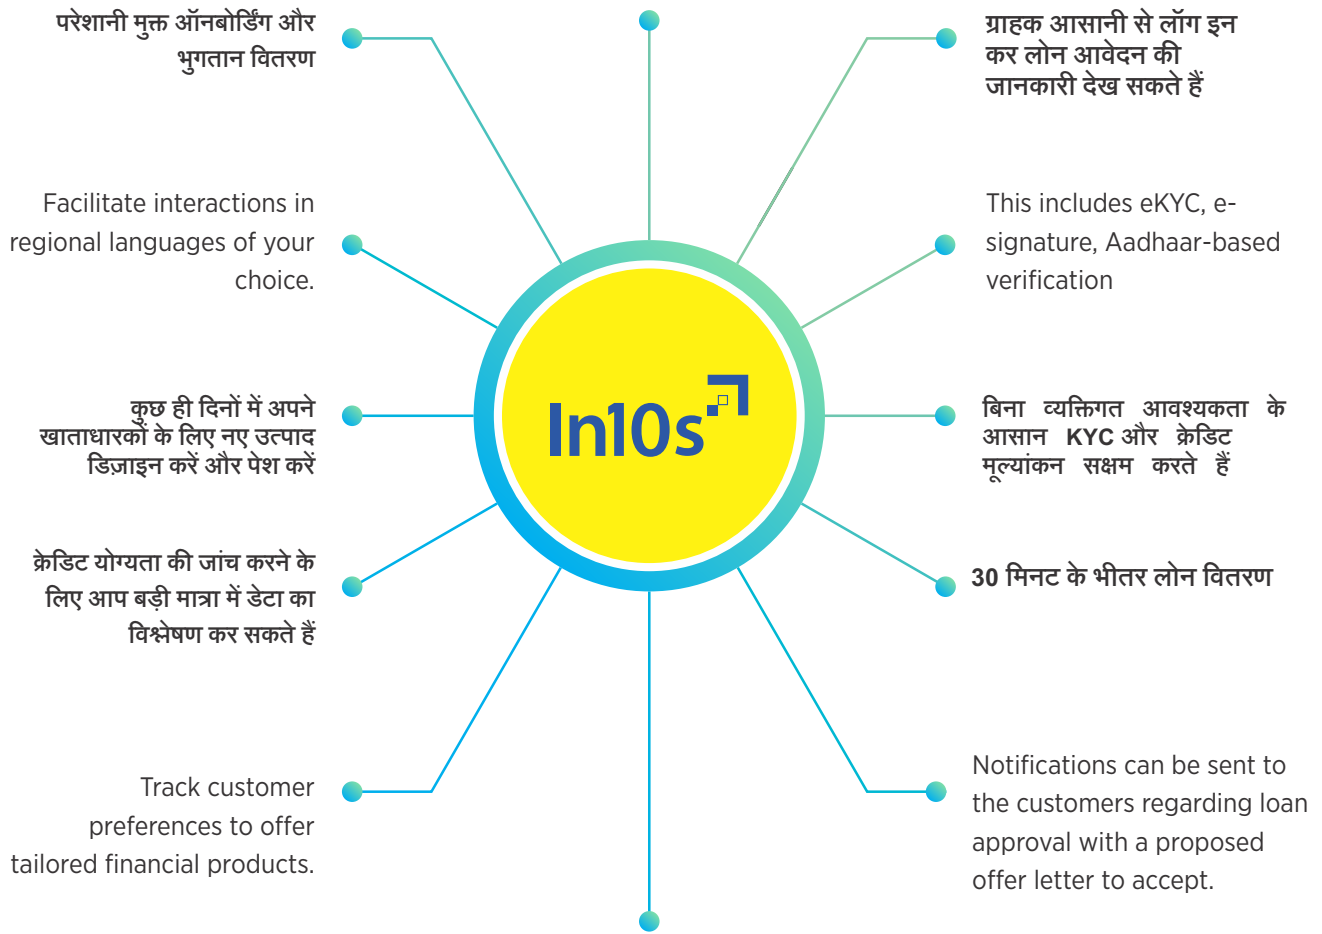 परेशानी मुक्त ऑनबोर्डिंग और
भुगतान वितरण
Facilitate interactions in
regional languages of your
choice.
कुछ ही दिनों में अपने
खाताधारकों के लिए नए उत्पाद
डिज़ाइन करें और पेश करें
क्रेडिट योग्यता की जांच करने के
लिए आप बड़ी मात्रा में डेटा का
विश्लेषण कर सकते हैं
Track customer
preferences to offer
tailored financial products.
In10s
ग्राहक आसानी से लॉग इन
कर लोन आवेदन की
जानकारी देख सकते हैं
This includes eKYC, e-
signature, Aadhaar-based
verification
बिना व्यक्तिगत आवश्यकता के
आसान KYC और क्रेडिट
मूल्यांकन सक्षम करते हैं
30 मिनट के भीतर लोन वितरण
Notifications can be sent to
the customers regarding loan
approval with a proposed
offer letter to accept.